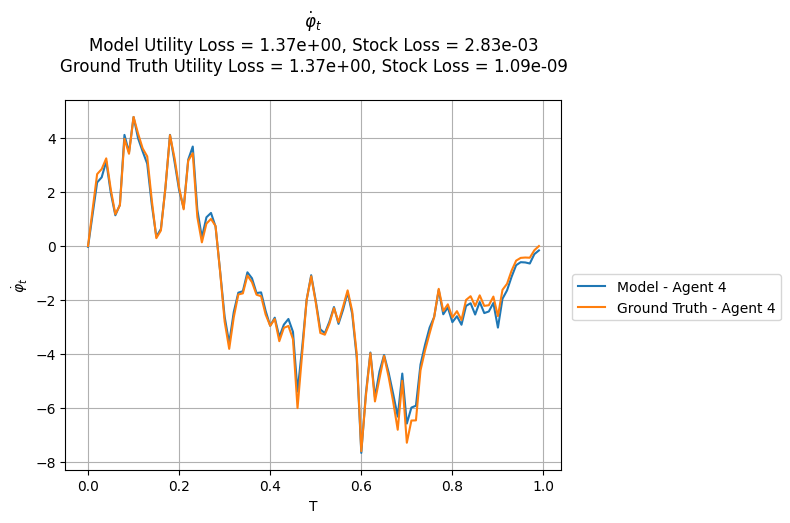 φ̇ₜ
Model Utility Loss = 1.37e+00, Stock Loss = 2.83e-03
Ground Truth Utility Loss = 1.37e+00, Stock Loss = 1.09e-09
4
2
0
−2
−4
−6
−8
φ̇ₜ
0.0 0.2 0.4 0.6 0.8 1.0
T
Model - Agent 4
Ground Truth - Agent 4